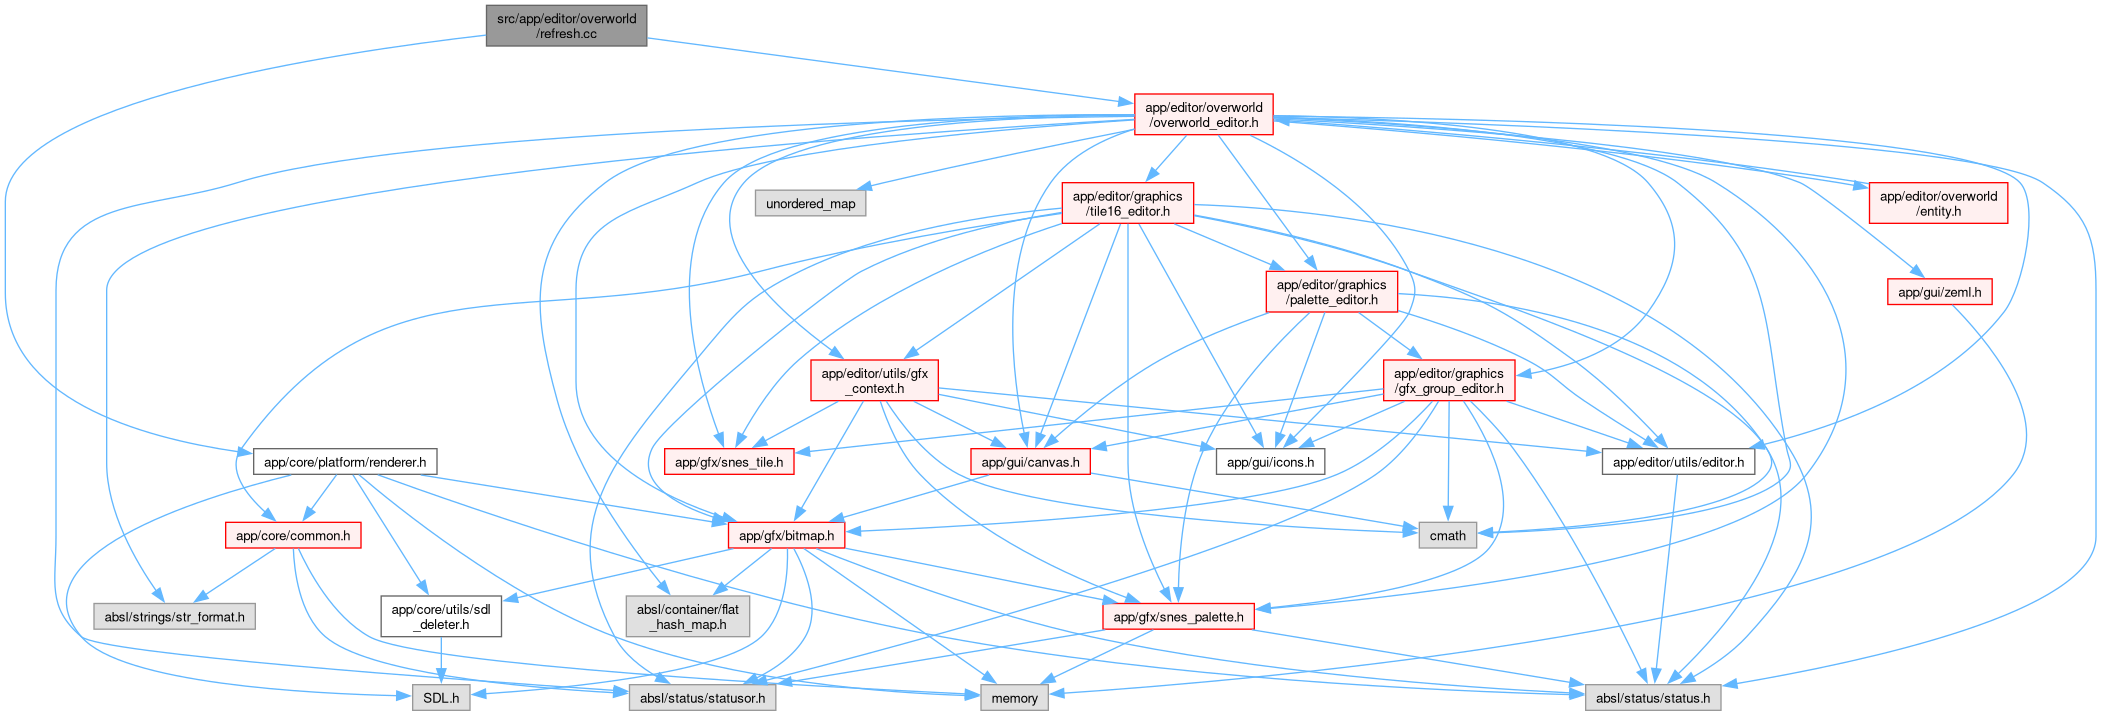 src/app/editor/overworld
/refresh.cc
app/editor/overworld
/overworld_editor.h
unordered_map
app/editor/graphics
/tile16_editor.h
app/editor/overworld
/entity.h
app/editor/graphics
/palette_editor.h
app/gui/zeml.h
app/editor/utils/gfx
_context.h
app/editor/graphics
/gfx_group_editor.h
app/core/platform/renderer.h
app/gfx/snes_tile.h
app/gui/canvas.h
app/gui/icons.h
app/editor/utils/editor.h
app/core/common.h
app/gfx/bitmap.h
cmath
absl/strings/str_format.h
app/core/utils/sdl
_deleter.h
absl/container/flat
_hash_map.h
app/gfx/snes_palette.h
SDL.h
absl/status/statusor.h
memory
absl/status/status.h